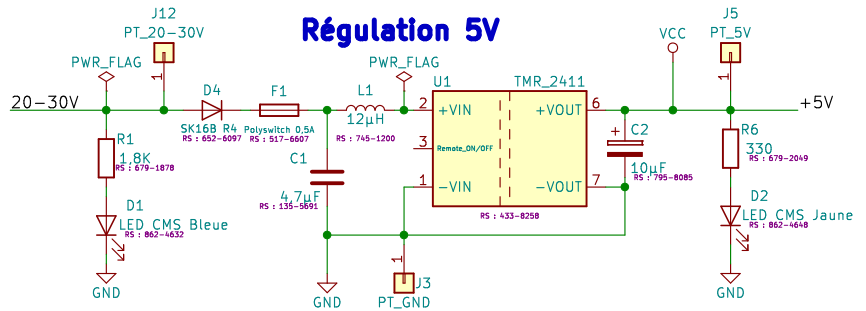 Régulation 5V
J12
PT_20-30V
J5
PT_5V
VCC
PWR_FLAG
PWR_FLAG
1
1
20-30V
D4
SK16B R4
RS : 652-6097
F1
Polyswitch 0,5A
RS : 517-6607
L1
12µH
RS : 745-1200
U1
TMR_2411
2
+VIN
+VOUT
6
3
Remote_ON/OFF
1
-VIN
-VOUT
7
RS : 433-8258
+5V
R1
1,8K
RS : 679-1878
C1
4,7µF
RS : 135-5691
+
C2
10µF
RS : 795-8085
R6
330
RS : 679-2049
D1
LED CMS Bleue
RS : 862-4632
D2
LED CMS Jaune
RS : 862-4648
GND
GND
1
J3
PT_GND
GND